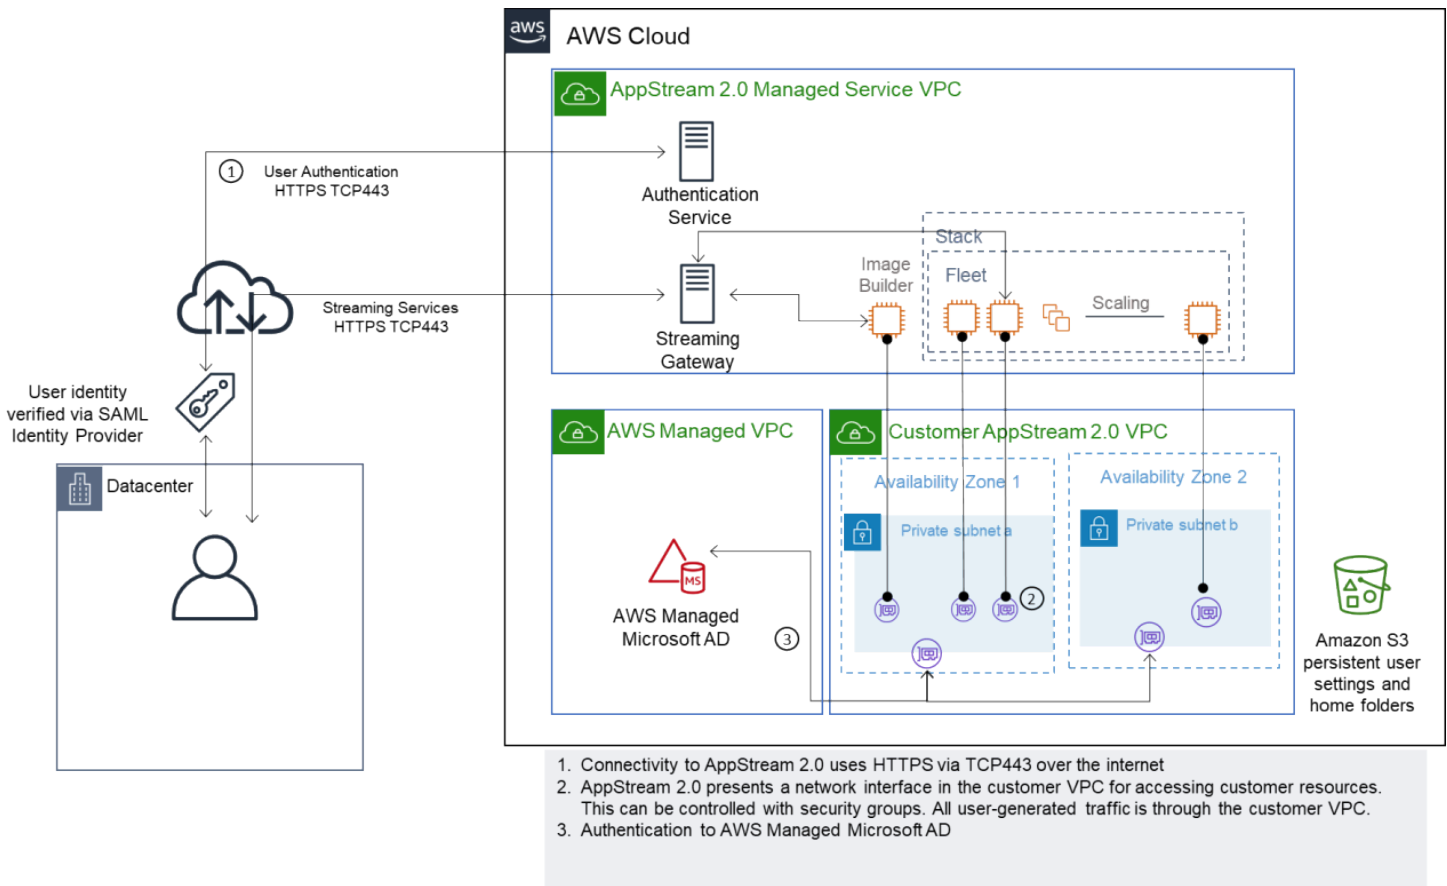 aws
AWS Cloud
AppStream 2.0 Managed Service VPC
1
User Authentication
HTTPS TCP443
Authentication
Service
Stack
Image
Builder
Fleet
Scaling
Streaming Services
HTTPS TCP443
Streaming
Gateway
User identity
verified via SAML
Identity Provider
AWS Managed VPC
Customer AppStream 2.0 VPC
Datacenter
Availability Zone 1
Availability Zone 2
Private subnet a
Private subnet b
MS
AWS Managed
Microsoft AD
2
3
Amazon S3
persistent user
settings and
home folders
1. Connectivity to AppStream 2.0 uses HTTPS via TCP443 over the internet
2. AppStream 2.0 presents a network interface in the customer VPC for accessing customer resources.
This can be controlled with security groups. All user-generated traffic is through the customer VPC.
3. Authentication to AWS Managed Microsoft AD